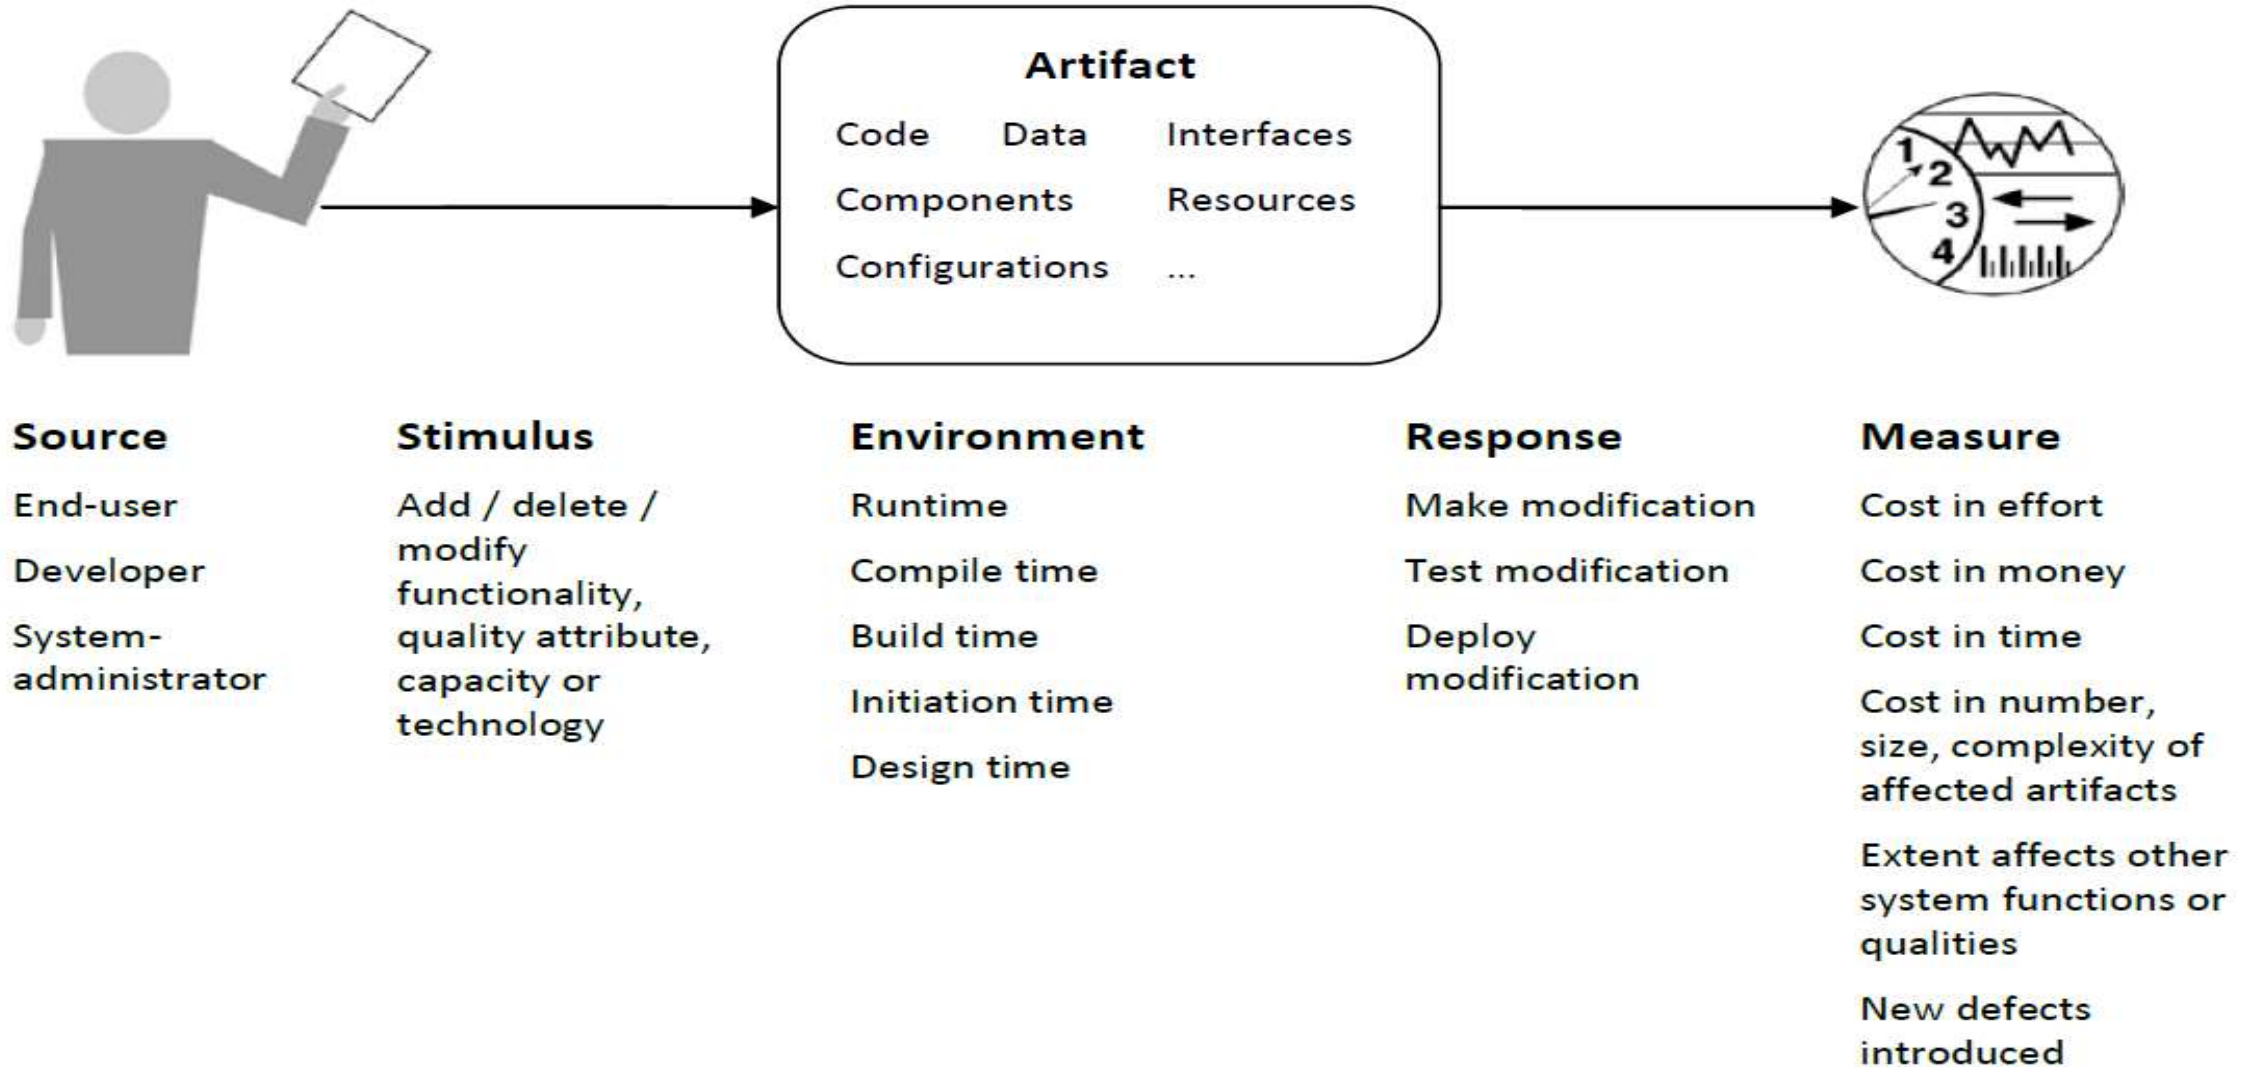 Artifact
Code Data Interfaces
Components Resources
Configurations ...
1
2
3
4
Source
End-user
Developer
System-
administrator
Stimulus
Add / delete /
modify
functionality,
quality attribute,
capacity or
technology
Environment
Runtime
Compile time
Build time
Initiation time
Design time
Response
Make modification
Test modification
Deploy
modification
Measure
Cost in effort
Cost in money
Cost in time
Cost in number,
size, complexity of
affected artifacts
Extent affects other
system functions or
qualities
New defects
introduced